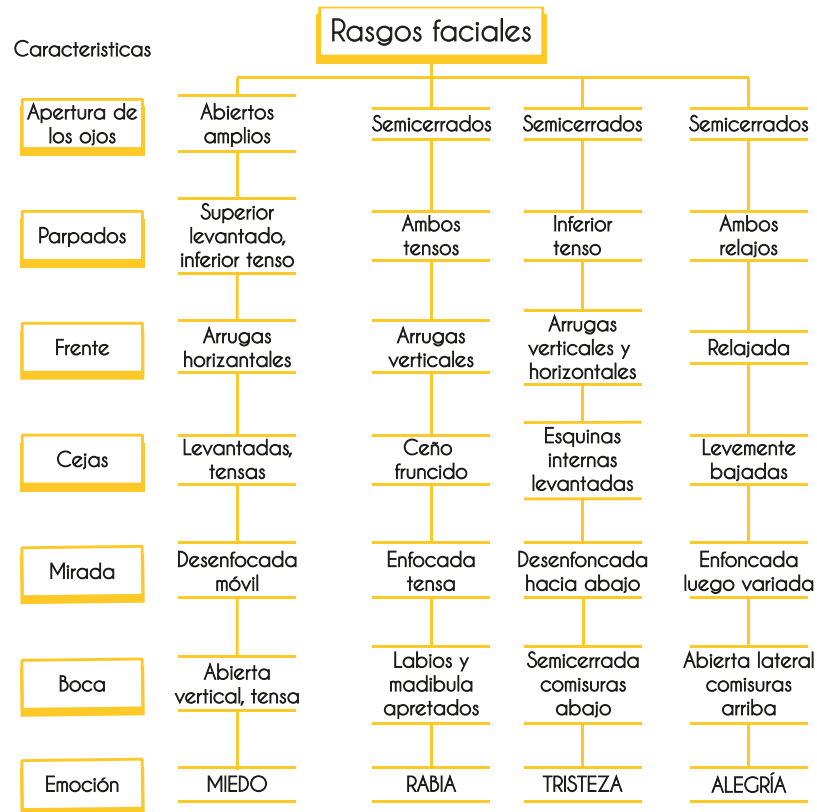 Rasgos faciales
Caracteristicas
Apertura de
los ojos
Abiertos
amplios
Semicerrados
Semicerrados
Semicerrados
Parpados
Superior
levantado,
inferior tenso
Ambos
tensos
Inferior
tenso
Ambos
relajos
Frente
Arrugas
horizantales
Arrugas
verticales
Arrugas
verticales y
horizontales
Relajada
Cejas
Levantadas,
tensas
Ceño
fruncido
Esquinas
internas
levantadas
Levemente
bajadas
Mirada
Desenfocada
móvil
Enfocada
tensa
Desenfoncada
hacia abajo
Enfoncada
luego variada
Boca
Abierta
vertical, tensa
Labios y
madibula
apretados
Semicerrada
comisuras
abajo
Abierta lateral
comisuras
arriba
Emoción
MIEDO
RABIA
TRISTEZA
ALEGRÍA